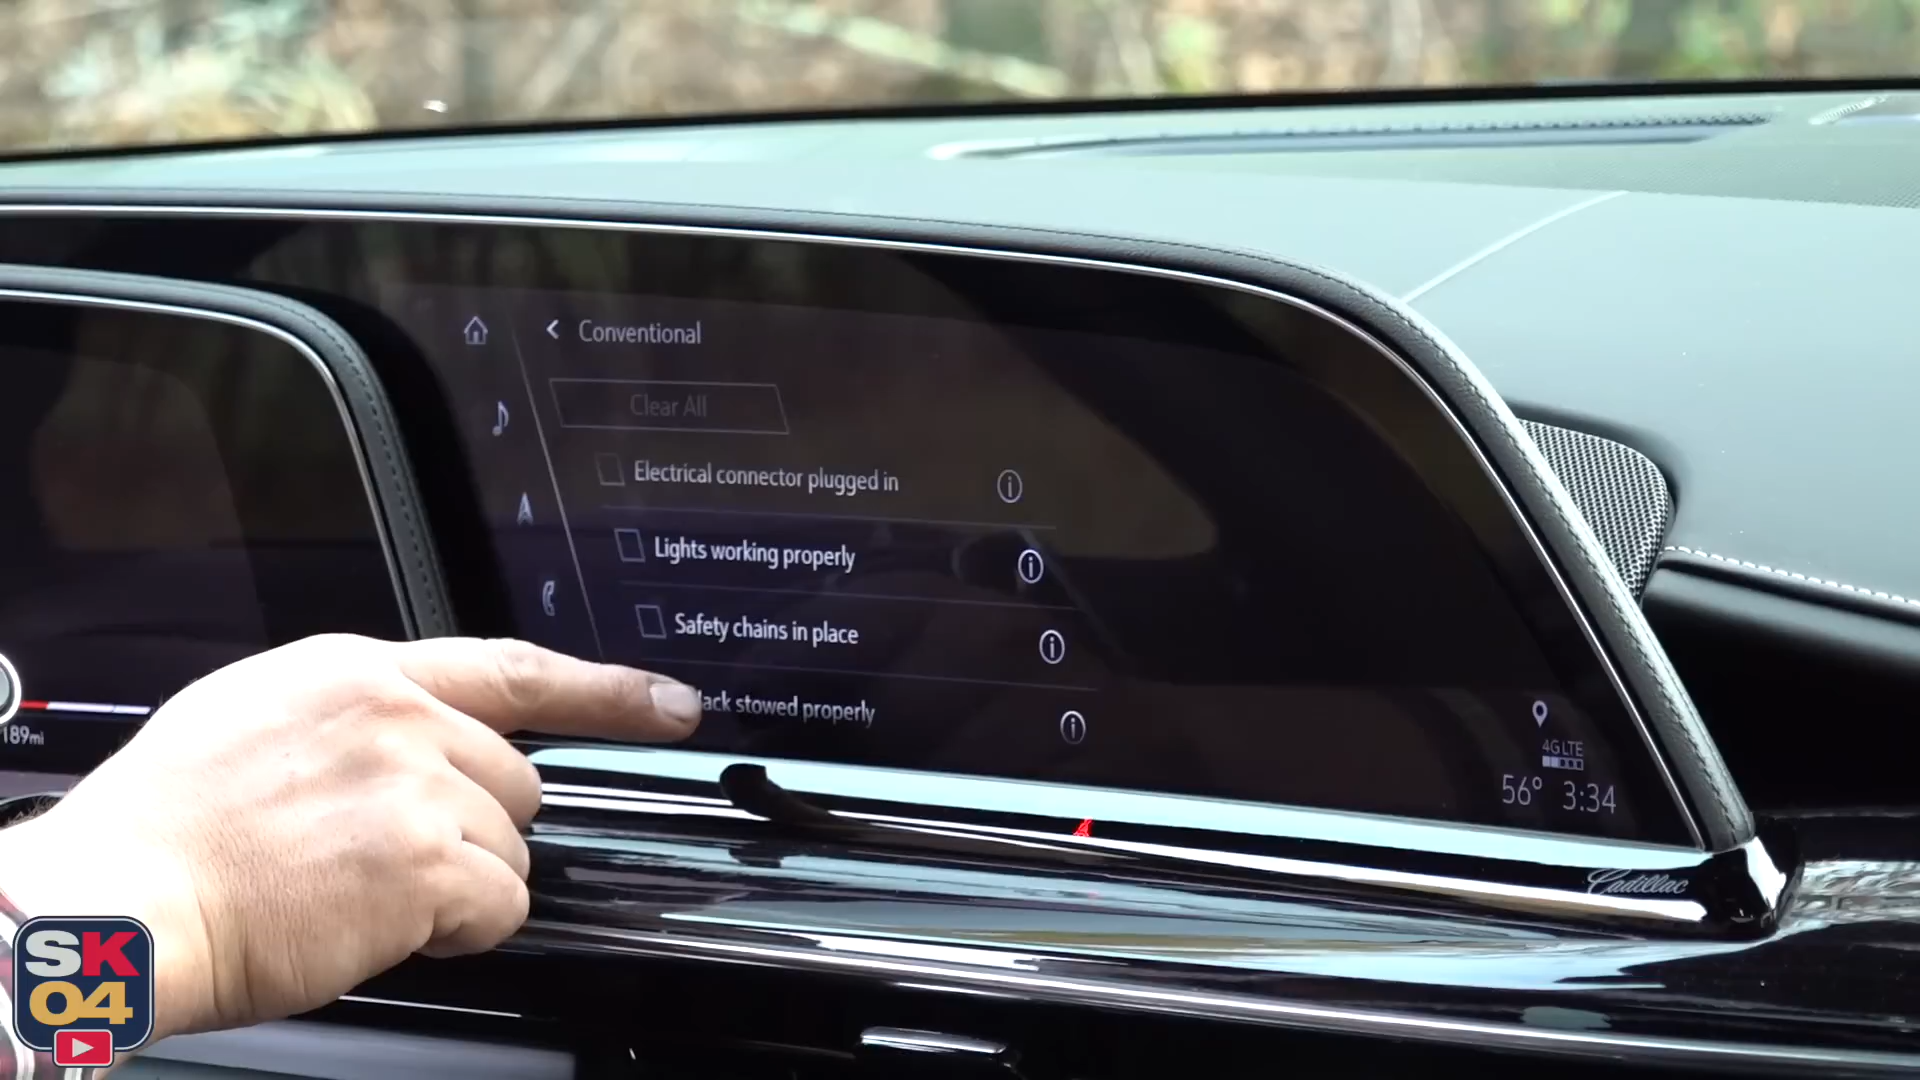 Conventional
Clear All
Electrical connector plugged in
Lights working properly
Safety chains in place
Jack stowed properly
189mi
4G LTE
56° 3:34
Cadillac
SK
04